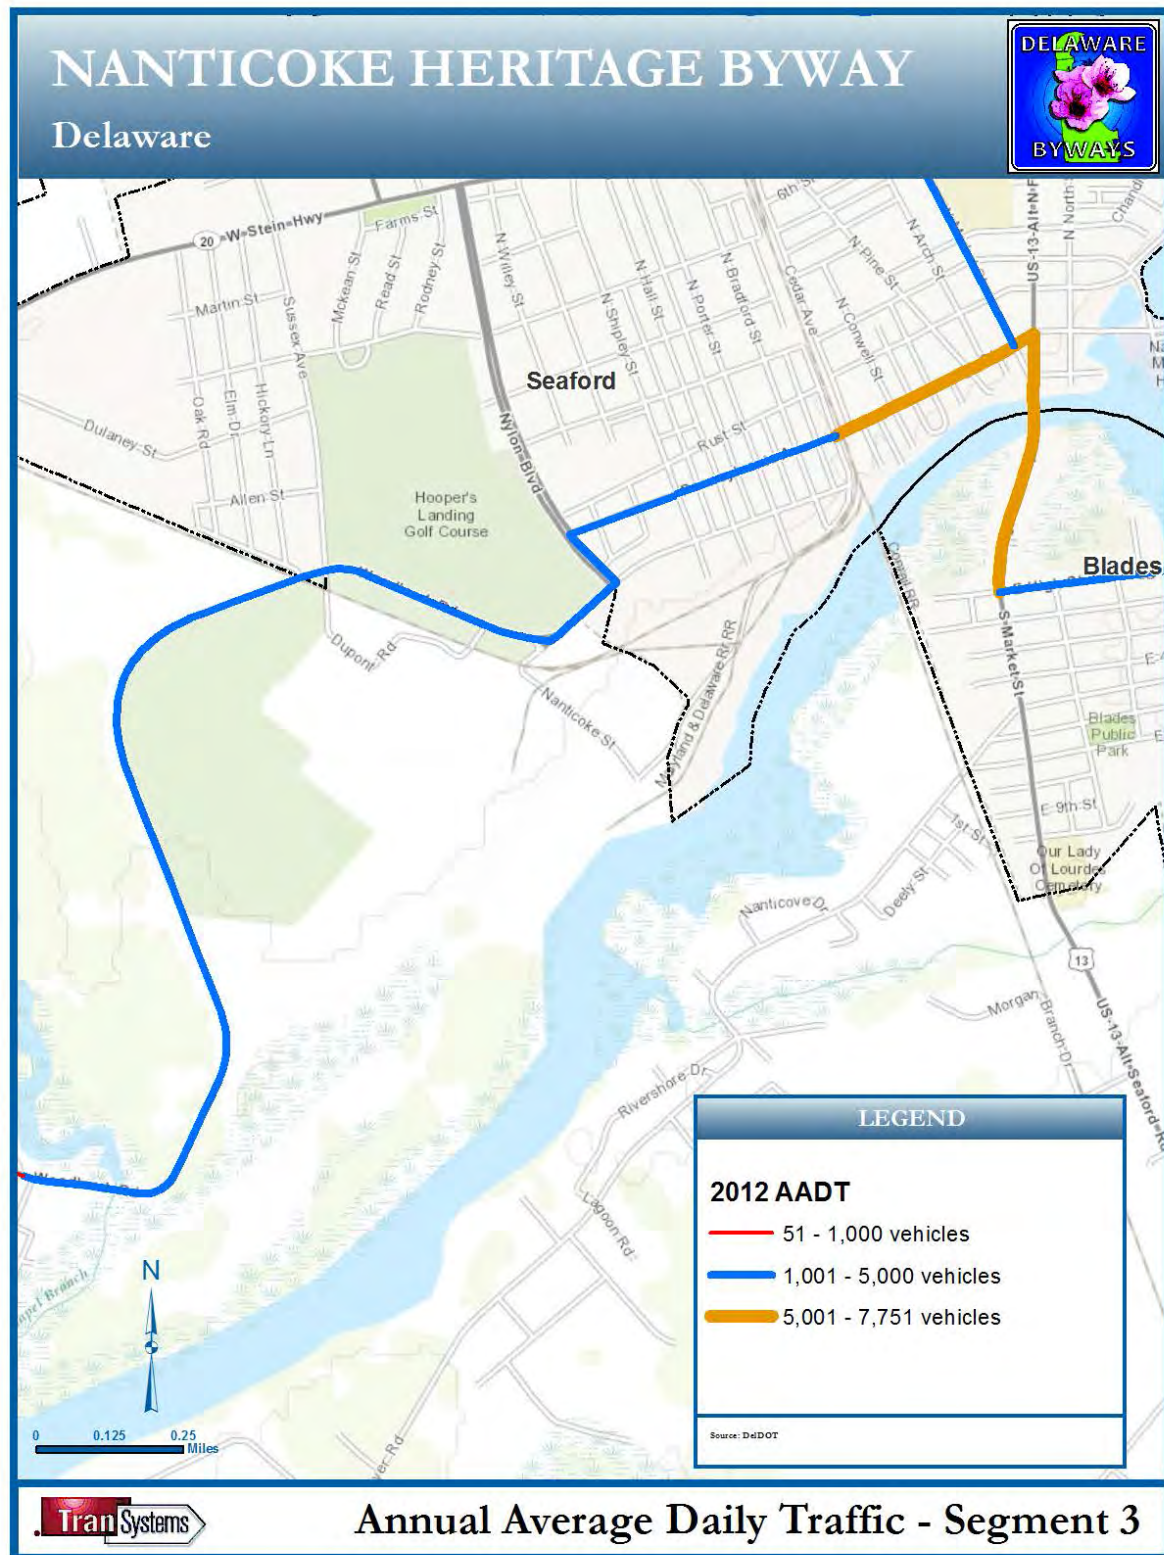 NANTICOKE HERITAGE BYWAY
Delaware
DELAWARE
BYWAYS
6th St
N Arch St
N Pine St
US-13-Alt-N-F
N North S
Chandl
20
W-Stein-Hwy
Farms St
N Willey St
N Hall St
N Bradford St
Cedar Ave
N Conwell St
Martin St
Sussex Ave
Mckean St
Read St
Rodney St
N Shipley St
N Porter St
Seaford
Oak Rd
Elm Dr
Hickory Ln
Dulaney St
Nylon-Blvd
Rust St
Allen St
Hooper's
Landing
Golf Course
Conrail RR
Blades
Dupont Rd
S-Market-St
Nanticoke St
Maryland & Delaware Rr RR
Blades
Public
Park
E 9th St
1st St
Our Lady
Of Lourdes
Cemetery
Deely St
Nanticove Dr
13
Morgan Branch Dr
US-13-Alt-Seaford-Rd
Rivershore Dr
Lagoon Rd
LEGEND
2012 AADT
51 - 1,000 vehicles
1,001 - 5,000 vehicles
5,001 - 7,751 vehicles
Source: DelDOT
N
apel Branch
0 0.125 0.25
Miles
yer Rd
TranSystems
Annual Average Daily Traffic - Segment 3